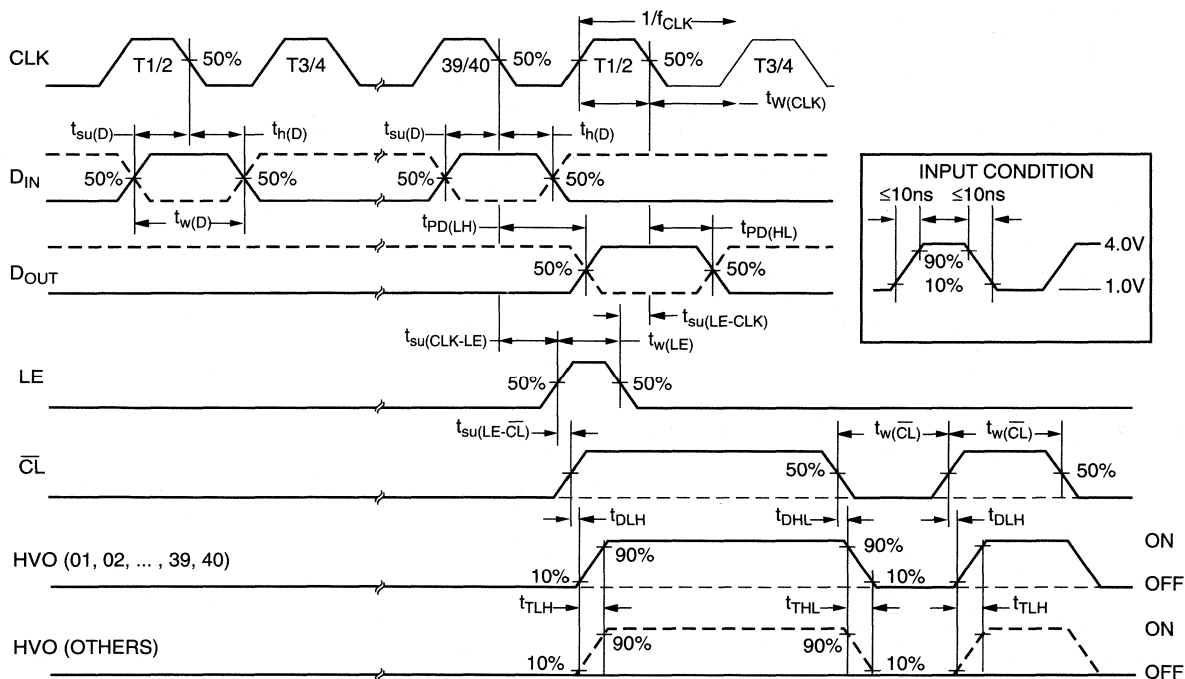 1/fCLK
CLK T1/2 50% T3/4 39/40 50% T1/2 50% T3/4
tW(CLK)
tsu(D) th(D) tsu(D) th(D)
DIN 50% 50% 50% 50%
tw(D) tPD(LH) tPD(HL)
DOUT 50% 50%
tsu(LE-CLK)
tsu(CLK-LE) tw(LE)
LE 50% 50%
tsu(LE-C̅L̅) tw(C̅L̅) tw(C̅L̅)
C̅L̅ 50% 50%
tDLH tDHL tDLH
HVO (01, 02, ... , 39, 40) 10% 90% 90% 10% ON OFF
tTLH tTHL tTLH
HVO (OTHERS) 10% 90% 90% 10% ON OFF
INPUT CONDITION
≤10ns ≤10ns
90% 4.0V
10% 1.0V